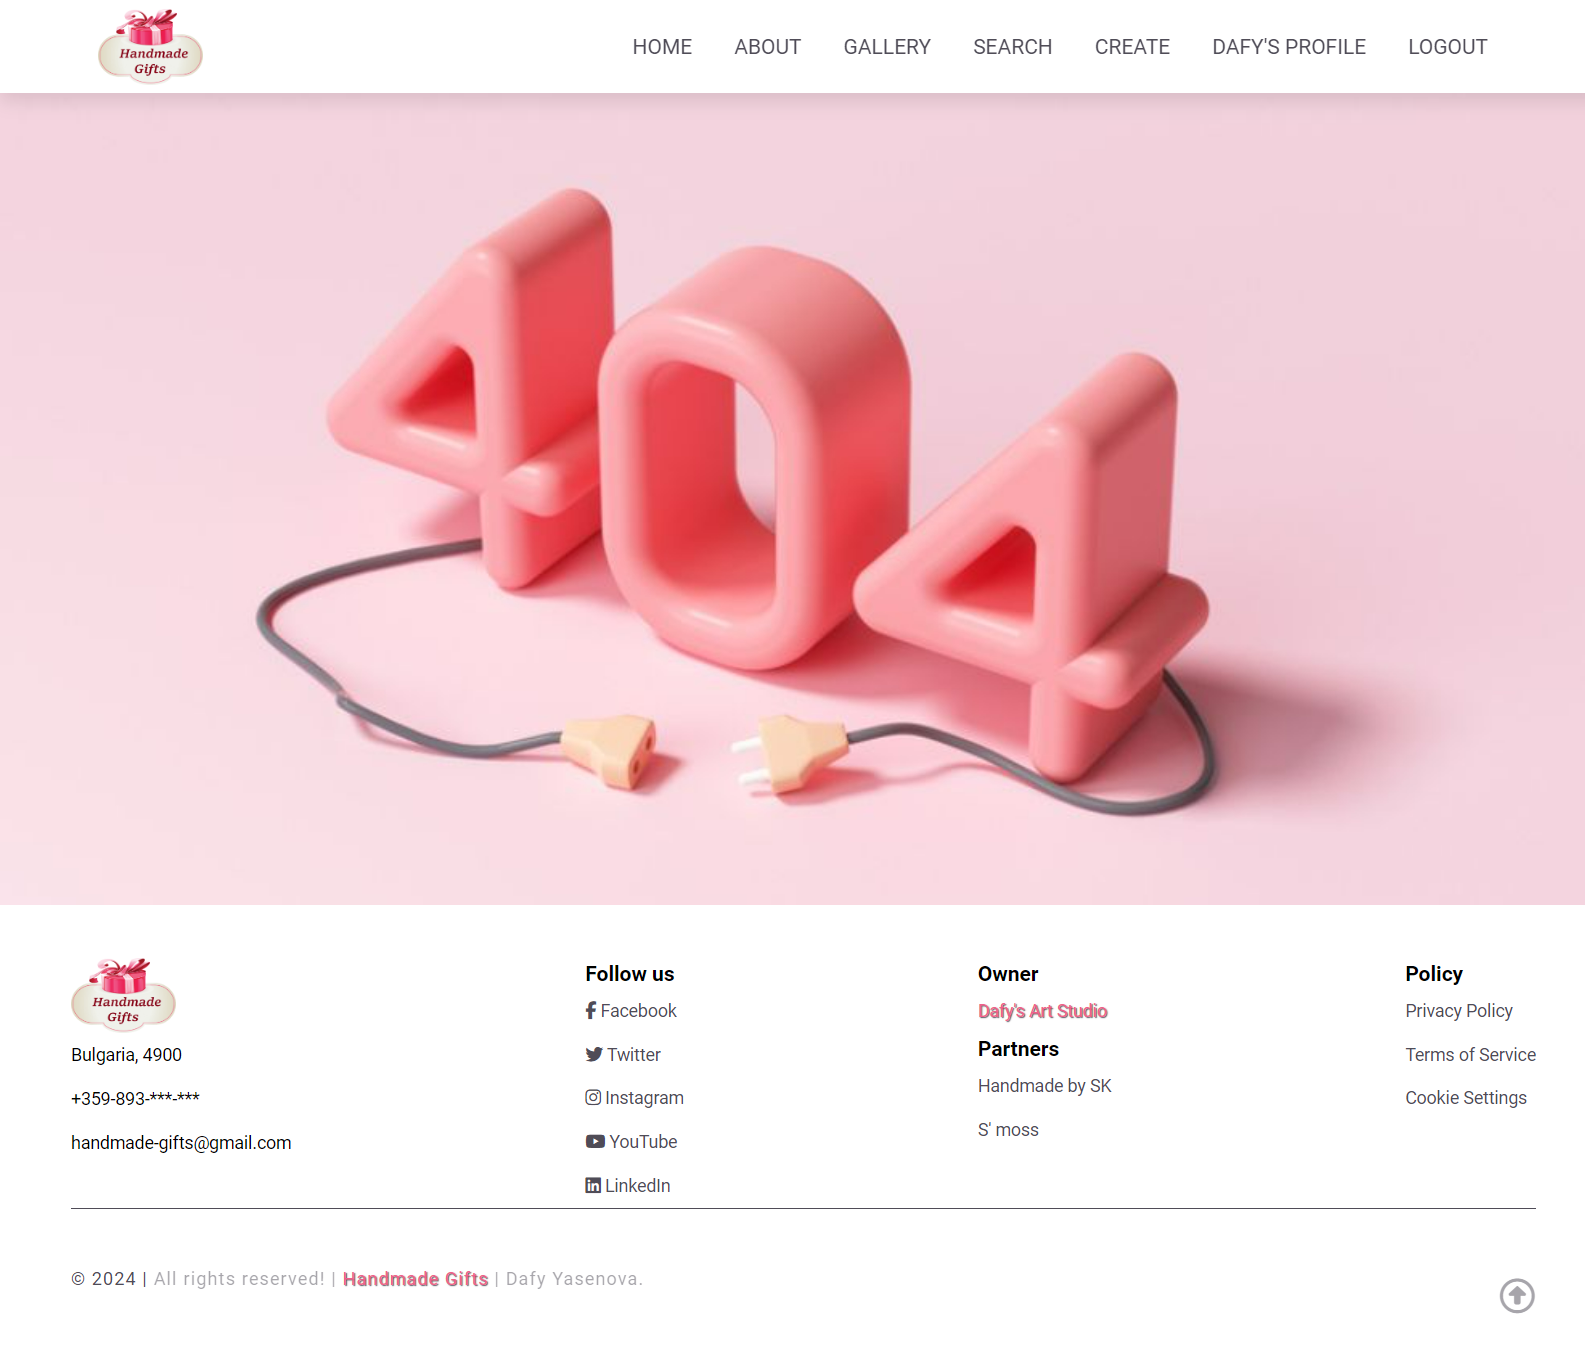 Handmade
Gifts
HOME ABOUT GALLERY SEARCH CREATE DAFY'S PROFILE LOGOUT
404
Handmade
Gifts
Bulgaria, 4900
+359-893-***-***
handmade-gifts@gmail.com
Follow us
Facebook
Twitter
Instagram
YouTube
LinkedIn
Owner
Dafy's Art Studio
Partners
Handmade by SK
S' moss
Policy
Privacy Policy
Terms of Service
Cookie Settings
© 2024 | All rights reserved! | Handmade Gifts | Dafy Yasenova.